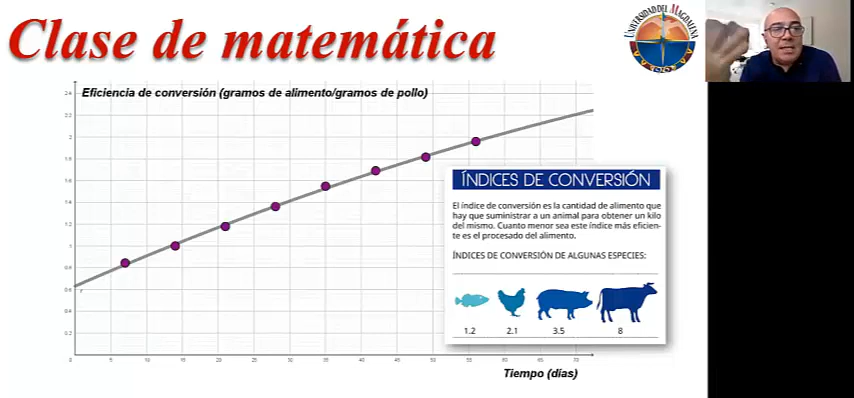 Clase de matemática
UNIVERSIDAD DEL MAGDALENA
Eficiencia de conversión (gramos de alimento/gramos de pollo)
2.4
2.2
2
1.8
1.6
1.4
1.2
1
0.8
0.6
0.4
0.2
0 5 10 15 20 25 30 35 40 45 50 55 60 65 70
Tiempo (días)
ÍNDICES DE CONVERSIÓN
El índice de conversión es la cantidad de alimento que
hay que suministrar a un animal para obtener un kilo
del mismo. Cuanto menor sea este índice más eficien-
te es el procesado del alimento.
ÍNDICES DE CONVERSIÓN DE ALGUNAS ESPECIES:
1.2 2.1 3.5 8